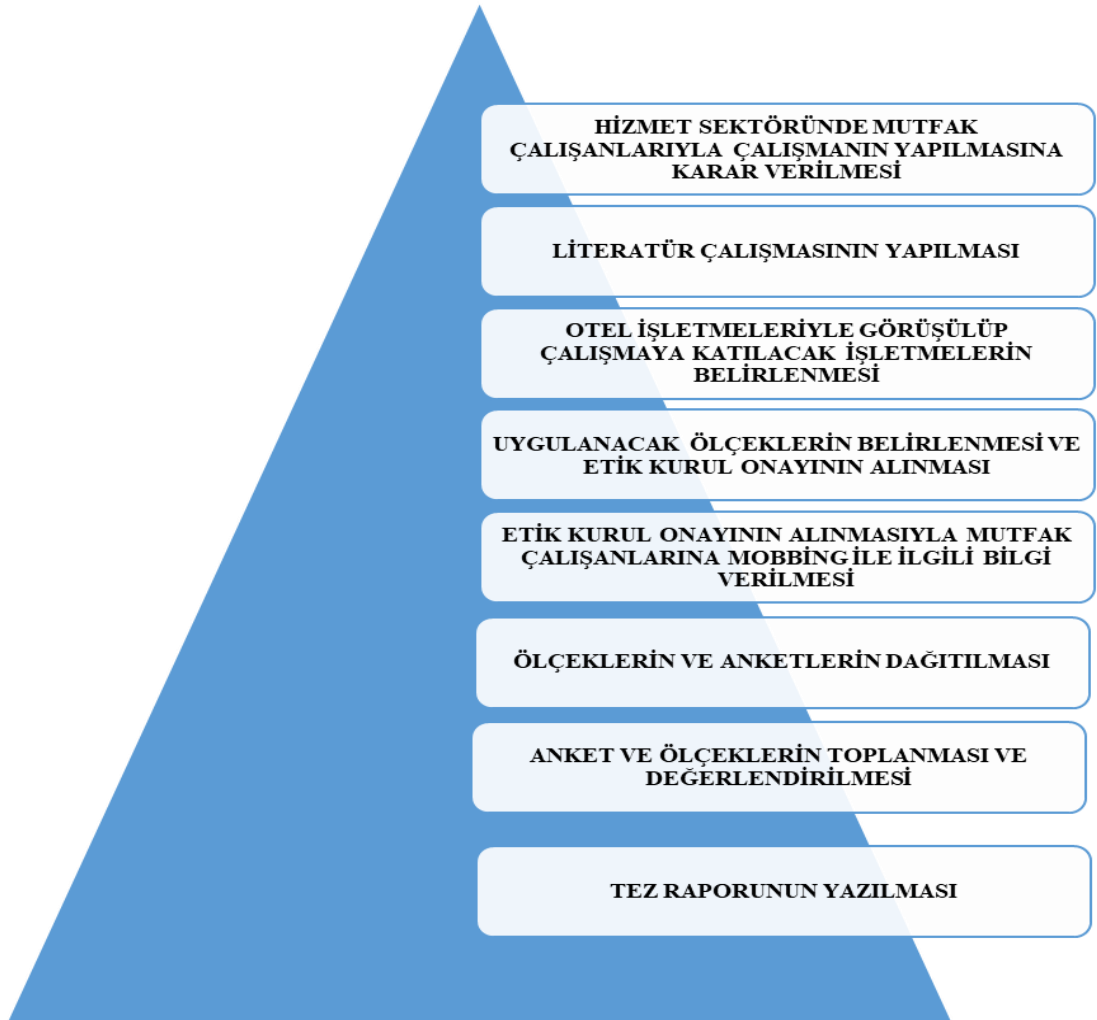 HİZMET SEKTÖRÜNDE MUTFAK
ÇALIŞANLARIYLA ÇALIŞMANIN YAPILMASINA
KARAR VERİLMESİ
LİTERATÜR ÇALIŞMASININ YAPILMASI
OTEL İŞLETMELERİYLE GÖRÜŞÜLÜP
ÇALIŞMAYA KATILACAK İŞLETMELERİN
BELİRLENMESİ
UYGULANACAK ÖLÇEKLERİN BELİRLENMESİ VE
ETİK KURUL ONAYININ ALINMASI
ETİK KURUL ONAYININ ALINMASIYLA MUTFAK
ÇALIŞANLARINA MOBBİNG İLE İLGİLİ BİLGİ
VERİLMESİ
ÖLÇEKLERİN VE ANKETLERİN DAĞITILMASI
ANKET VE ÖLÇEKLERİN TOPLANMASI VE
DEĞERLENDİRİLMESİ
TEZ RAPORUNUN YAZILMASI